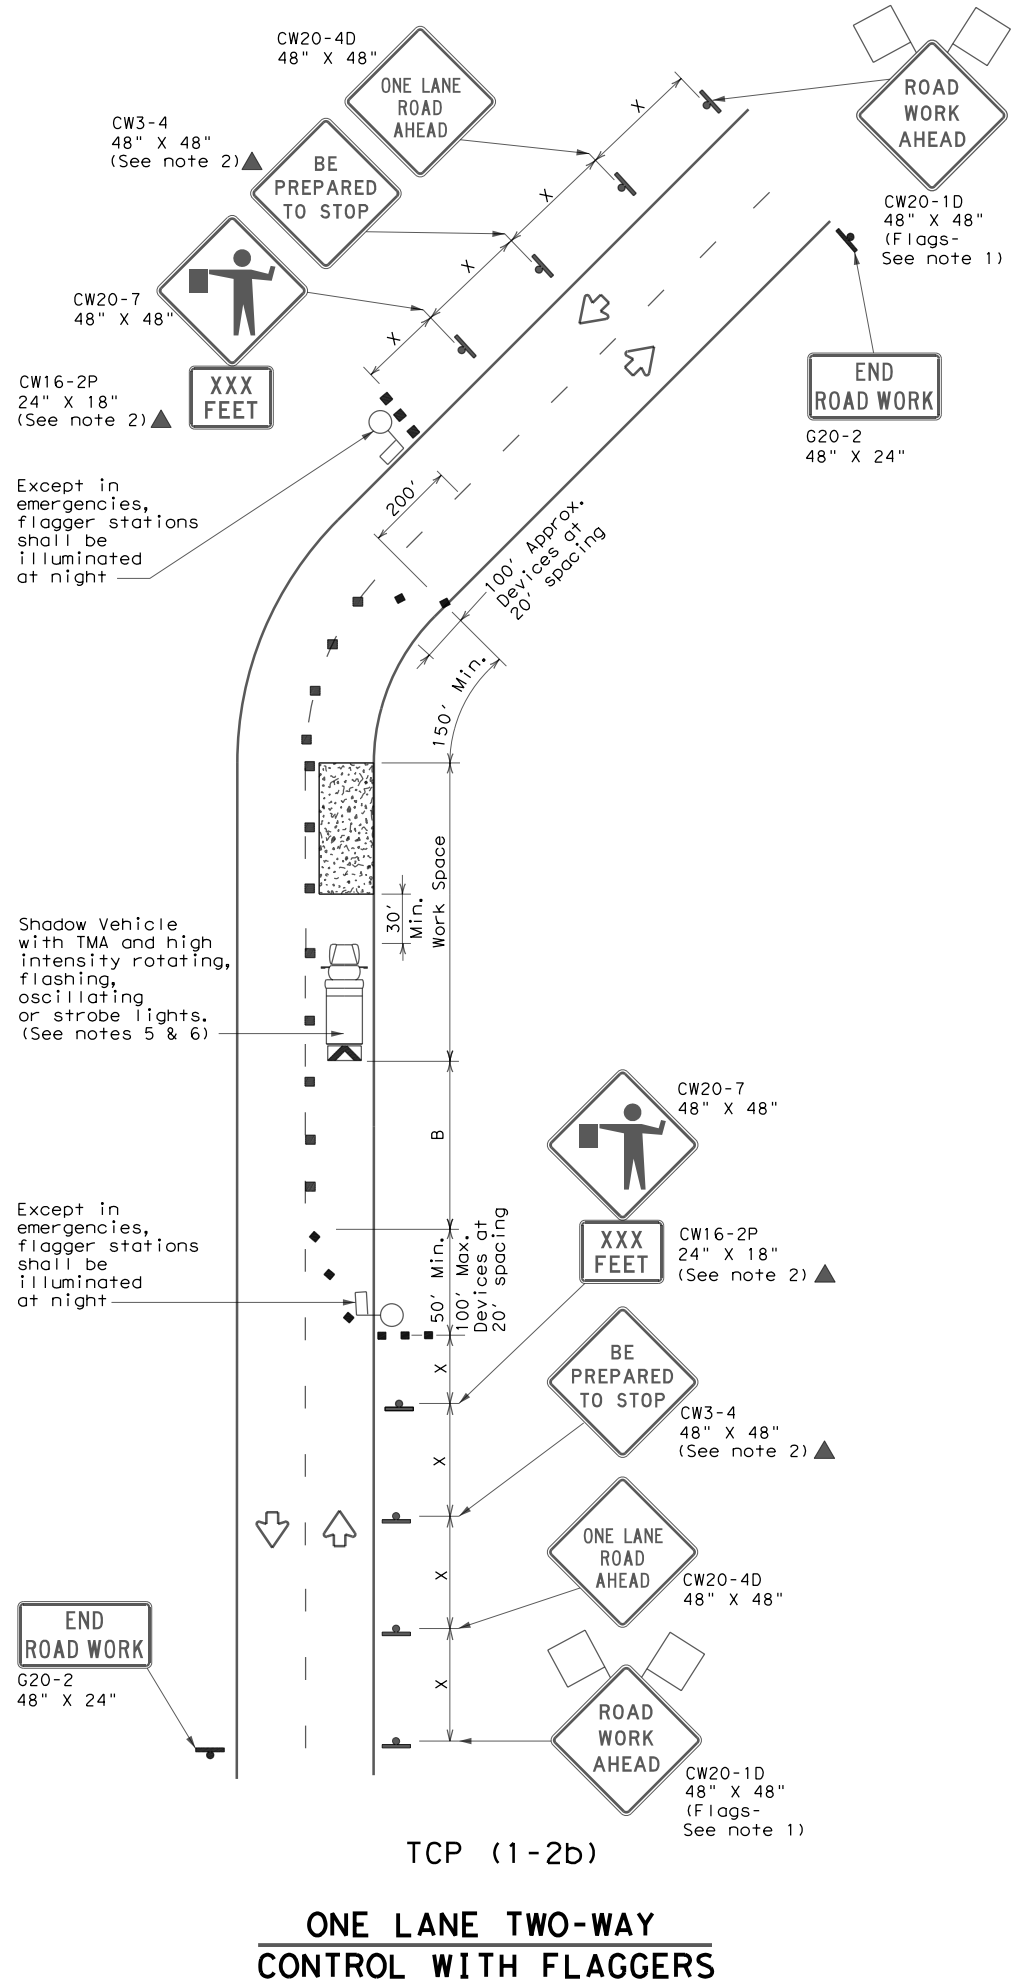 CW20-4D
48" X 48"
ONE LANE
ROAD
AHEAD
ROAD
WORK
AHEAD
CW3-4
48" X 48"
(See note 2)
BE
PREPARED
TO STOP
CW20-1D
48" X 48"
(Flags-
See note 1)
X
X
X
X
CW20-7
48" X 48"
CW16-2P
24" X 18"
(See note 2)
XXX
FEET
END
ROAD WORK
G20-2
48" X 24"
Except in
emergencies,
flagger stations
shall be
illuminated
at night
200'
100' Approx.
Devices at
20' spacing
150' Min.
Work Space
30'
Min.
Shadow Vehicle
with TMA and high
intensity rotating,
flashing,
oscillating
or strobe lights.
(See notes 5 & 6)
B
CW20-7
48" X 48"
Except in
emergencies,
flagger stations
shall be
illuminated
at night
50' Min.
100' Max.
Devices at
20' spacing
XXX
FEET
CW16-2P
24" X 18"
(See note 2)
X
BE
PREPARED
TO STOP
CW3-4
48" X 48"
(See note 2)
X
ONE LANE
ROAD
AHEAD
CW20-4D
48" X 48"
X
END
ROAD WORK
G20-2
48" X 24"
X
ROAD
WORK
AHEAD
CW20-1D
48" X 48"
(Flags-
See note 1)
TCP (1-2b)
ONE LANE TWO-WAY
CONTROL WITH FLAGGERS